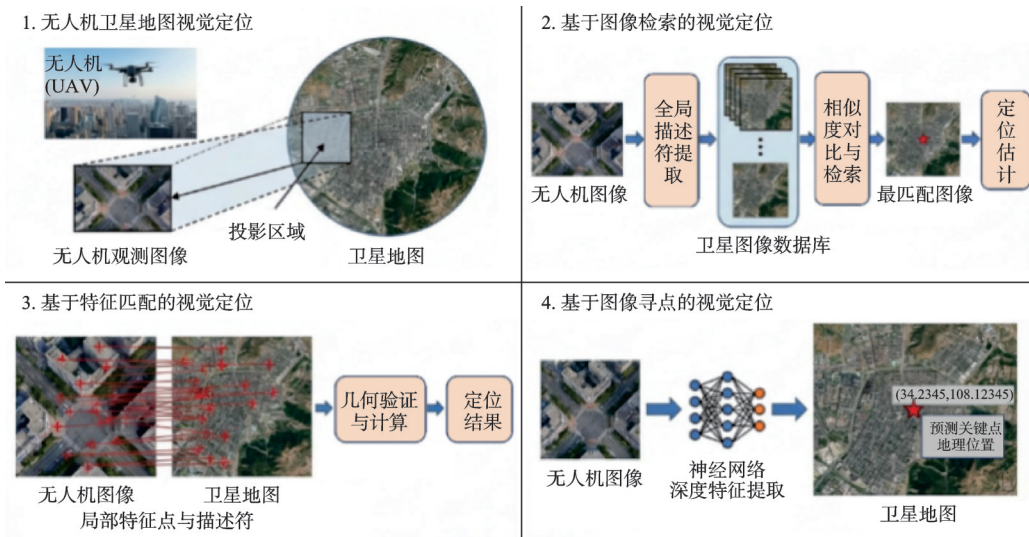 1. 无人机卫星地图视觉定位
无人机
(UAV)
投影区域
无人机观测图像
卫星地图
2. 基于图像检索的视觉定位
无人机图像
全局
描述
符提
取
卫星图像数据库
相似
度对
比与
检索
最匹配图像
定位
估计
3. 基于特征匹配的视觉定位
无人机图像
卫星地图
局部特征点与描述符
几何验证
与计算
定位
结果
4. 基于图像寻点的视觉定位
无人机图像
神经网络
深度特征提取
(34.2345,108.12345)
预测关键点
地理位置
卫星地图